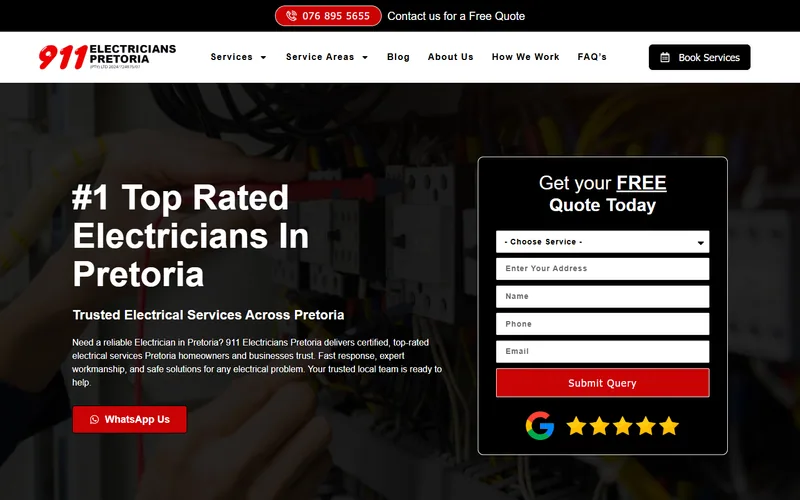 076 895 5655 Contact us for a Free Quote
911 ELECTRICIANS
PRETORIA
Services Service Areas Blog About Us How We Work FAQ's Book Services
#1 Top Rated
Electricians In
Pretoria
Trusted Electrical Services Across Pretoria
Need a reliable Electrician in Pretoria? 911 Electricians Pretoria delivers certified, top-rated
electrical services Pretoria homeowners and businesses trust. Fast response, expert
workmanship, and safe solutions for any electrical problem. Your trusted local team is ready to
help.
WhatsApp Us
Get your FREE
Quote Today
- Choose Service -
Enter Your Address
Name
Phone
Email
Submit Query